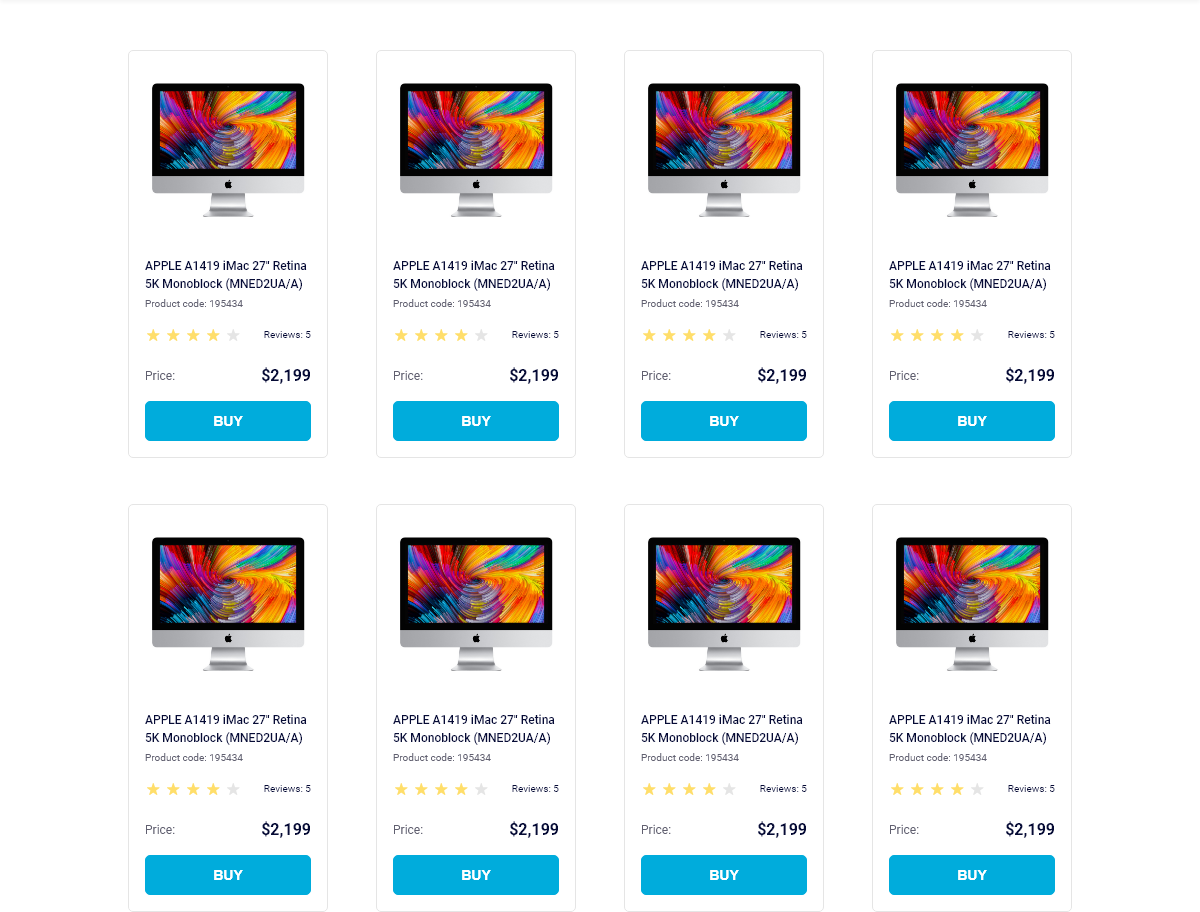 APPLE A1419 iMac 27" Retina
5K Monoblock (MNED2UA/A)
Product code: 195434
Reviews: 5
Price: $2,199
BUY
APPLE A1419 iMac 27" Retina
5K Monoblock (MNED2UA/A)
Product code: 195434
Reviews: 5
Price: $2,199
BUY
APPLE A1419 iMac 27" Retina
5K Monoblock (MNED2UA/A)
Product code: 195434
Reviews: 5
Price: $2,199
BUY
APPLE A1419 iMac 27" Retina
5K Monoblock (MNED2UA/A)
Product code: 195434
Reviews: 5
Price: $2,199
BUY
APPLE A1419 iMac 27" Retina
5K Monoblock (MNED2UA/A)
Product code: 195434
Reviews: 5
Price: $2,199
BUY
APPLE A1419 iMac 27" Retina
5K Monoblock (MNED2UA/A)
Product code: 195434
Reviews: 5
Price: $2,199
BUY
APPLE A1419 iMac 27" Retina
5K Monoblock (MNED2UA/A)
Product code: 195434
Reviews: 5
Price: $2,199
BUY
APPLE A1419 iMac 27" Retina
5K Monoblock (MNED2UA/A)
Product code: 195434
Reviews: 5
Price: $2,199
BUY